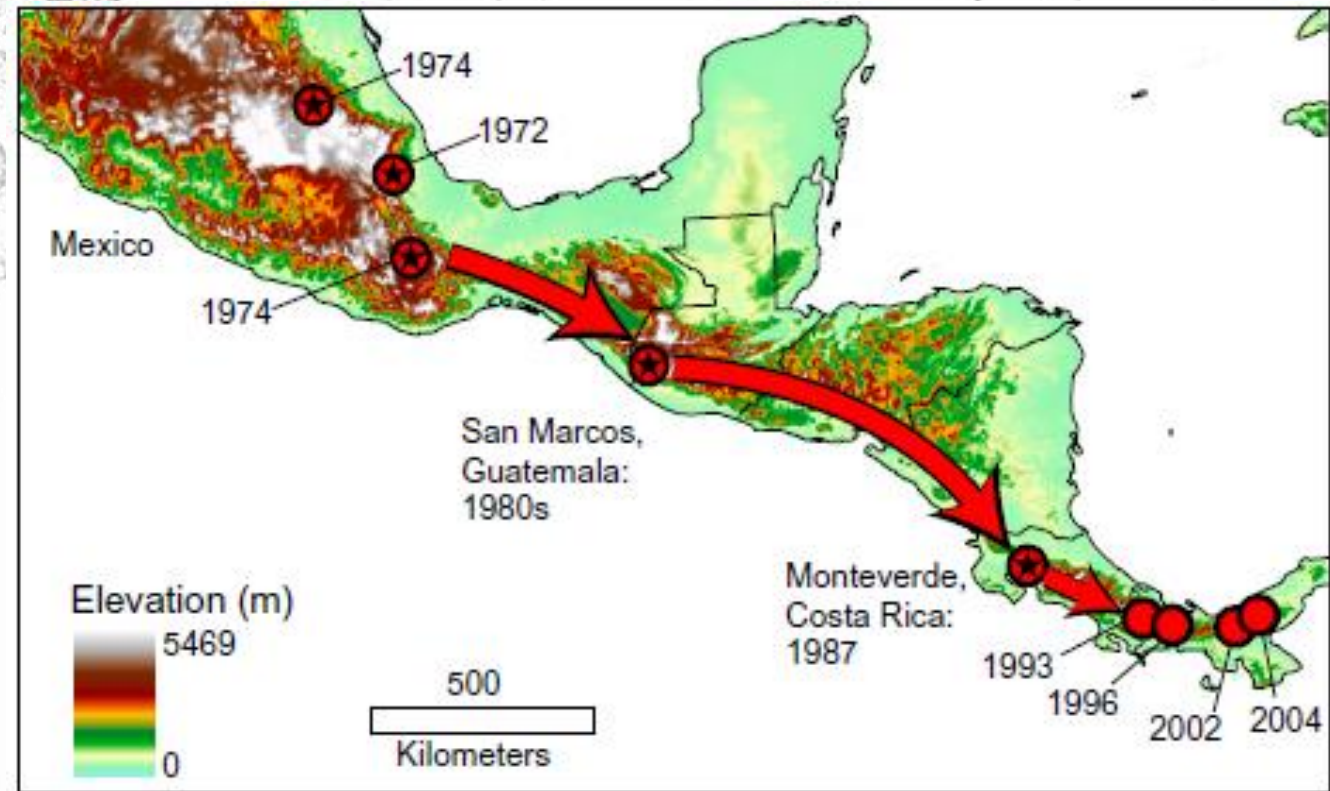 1974
1972
Mexico
1974
San Marcos,
Guatemala:
1980s
Monteverde,
Costa Rica:
1987
1993
1996
2002
2004
Elevation (m)
5469
0
500
Kilometers